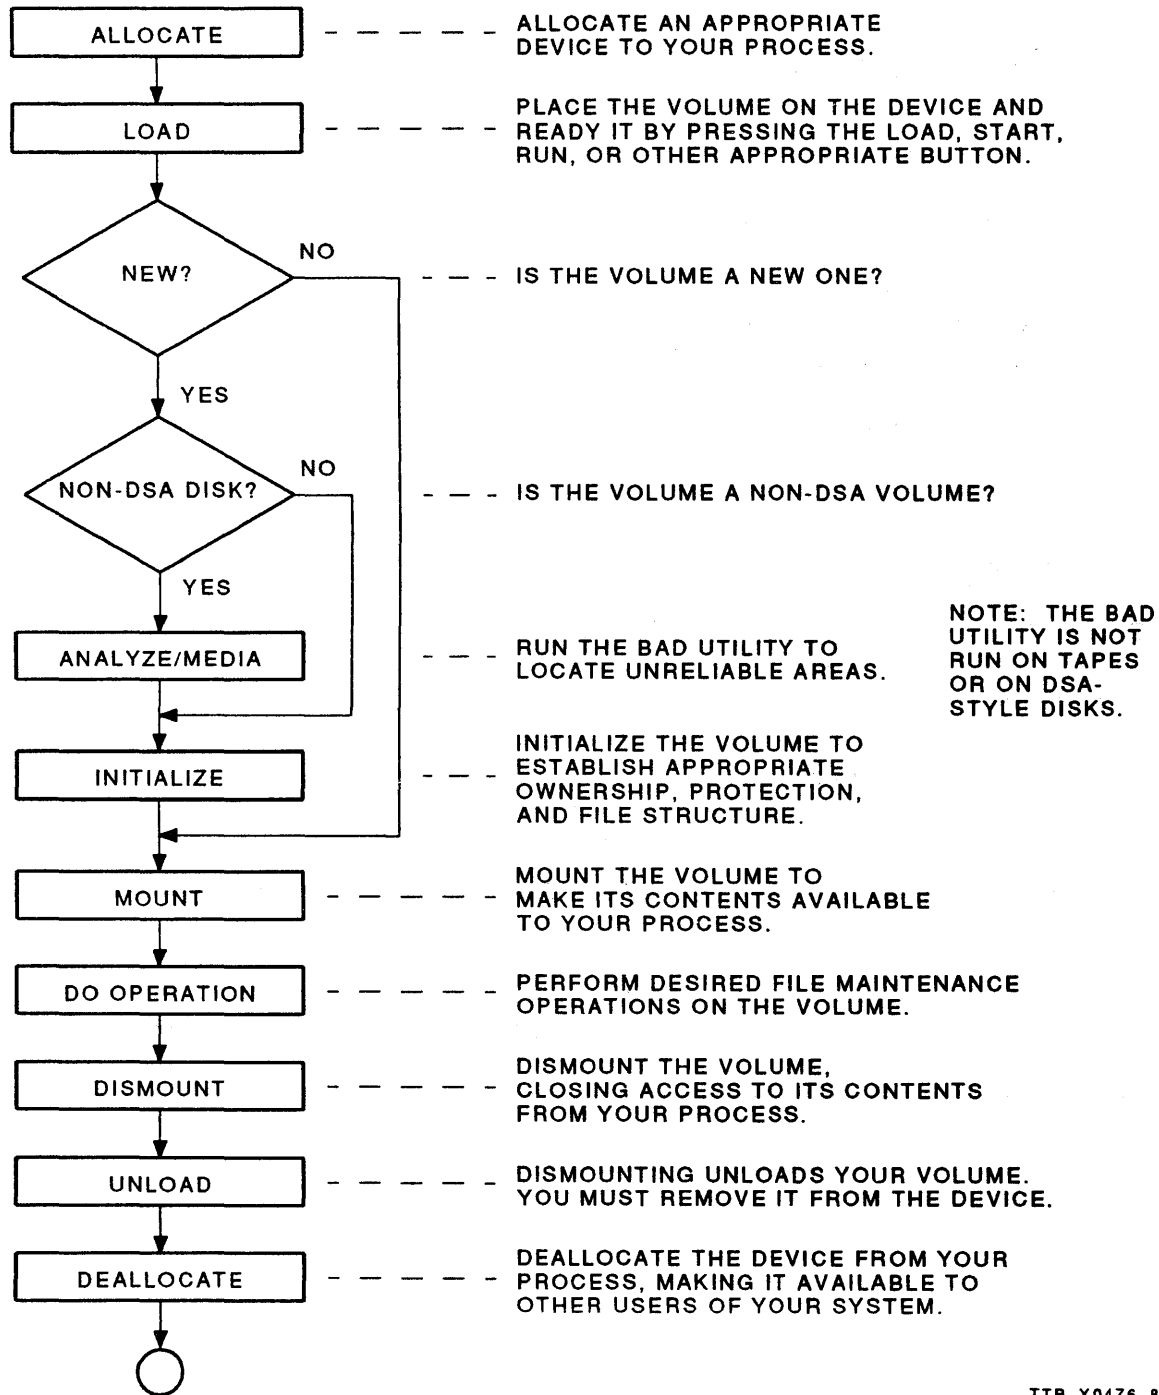 ALLOCATE
ALLOCATE AN APPROPRIATE
DEVICE TO YOUR PROCESS.
LOAD
PLACE THE VOLUME ON THE DEVICE AND
READY IT BY PRESSING THE LOAD, START,
RUN, OR OTHER APPROPRIATE BUTTON.
NEW?
NO
IS THE VOLUME A NEW ONE?
YES
NON-DSA DISK?
NO
IS THE VOLUME A NON-DSA VOLUME?
YES
ANALYZE/MEDIA
RUN THE BAD UTILITY TO
LOCATE UNRELIABLE AREAS.
NOTE: THE BAD
UTILITY IS NOT
RUN ON TAPES
OR ON DSA-
STYLE DISKS.
INITIALIZE
INITIALIZE THE VOLUME TO
ESTABLISH APPROPRIATE
OWNERSHIP, PROTECTION,
AND FILE STRUCTURE.
MOUNT
MOUNT THE VOLUME TO
MAKE ITS CONTENTS AVAILABLE
TO YOUR PROCESS.
DO OPERATION
PERFORM DESIRED FILE MAINTENANCE
OPERATIONS ON THE VOLUME.
DISMOUNT
DISMOUNT THE VOLUME,
CLOSING ACCESS TO ITS CONTENTS
FROM YOUR PROCESS.
UNLOAD
DISMOUNTING UNLOADS YOUR VOLUME.
YOU MUST REMOVE IT FROM THE DEVICE.
DEALLOCATE
DEALLOCATE THE DEVICE FROM YOUR
PROCESS, MAKING IT AVAILABLE TO
OTHER USERS OF YOUR SYSTEM.